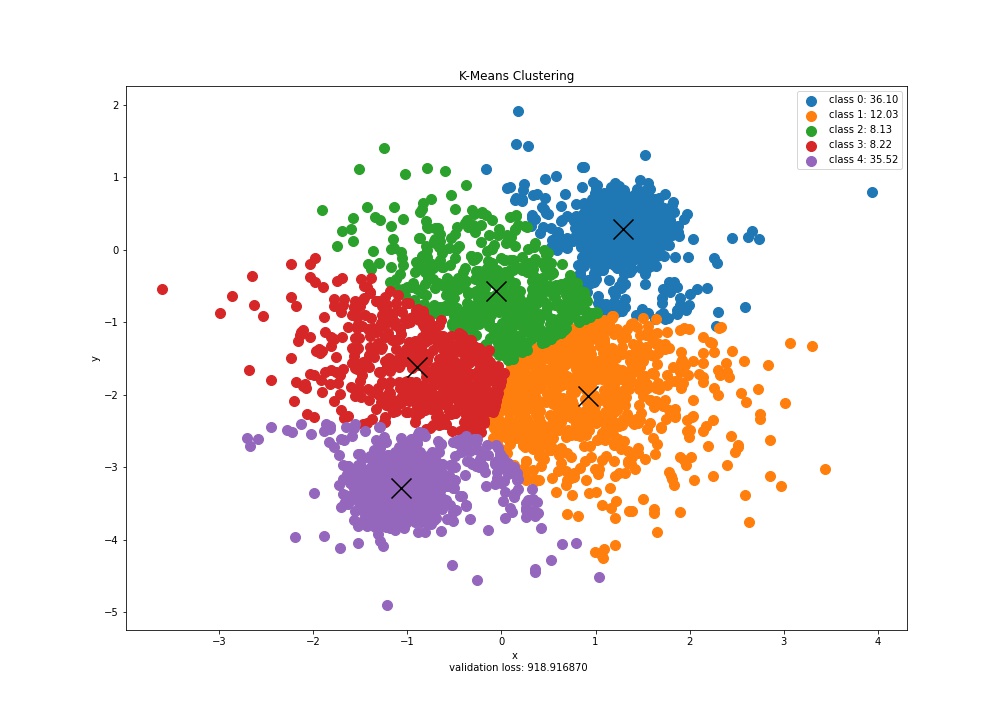 K-Means Clustering
class 0: 36.10
class 1: 12.03
class 2: 8.13
class 3: 8.22
class 4: 35.52
2
1
0
−1
−2
−3
−4
−5
y
−3
−2
−1
0
1
2
3
4
x
validation loss: 918.916870